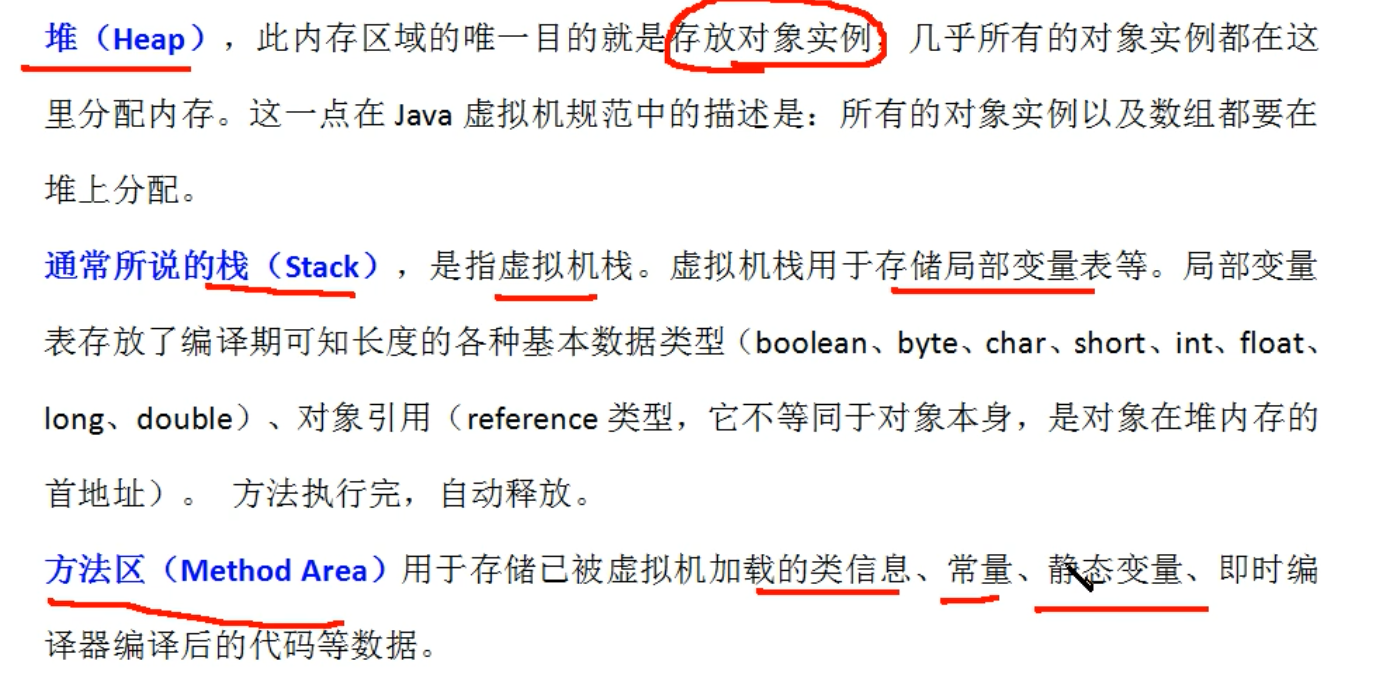 堆（Heap），此内存区域的唯一目的就是存放对象实例，几乎所有的对象实例都在这
里分配内存。这一点在 Java 虚拟机规范中的描述是：所有的对象实例以及数组都要在
堆上分配。
通常所说的栈（Stack），是指虚拟机栈。虚拟机栈用于存储局部变量表等。局部变量
表存放了编译期可知长度的各种基本数据类型（boolean、byte、char、short、int、float、
long、double）、对象引用（reference 类型，它不等同于对象本身，是对象在堆内存的
首地址）。 方法执行完，自动释放。
方法区（Method Area）用于存储已被虚拟机加载的类信息、常量、静态变量、即时编
译器编译后的代码等数据。